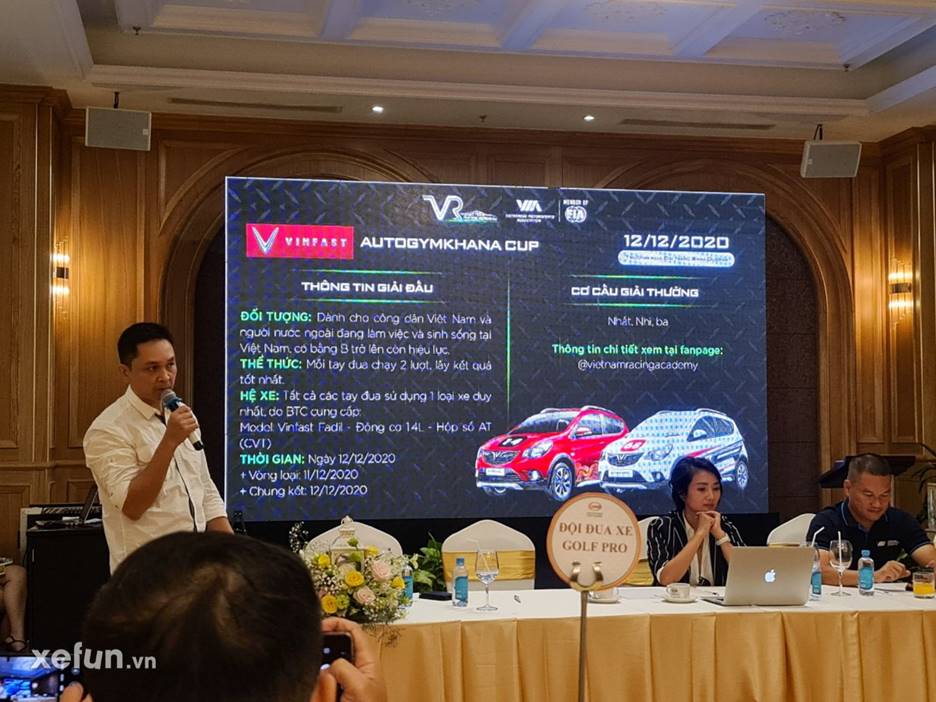 VR
VMA
MEMBER OF
FIA
VINFAST
AUTOGYMKHANA CUP
12/12/2020
THÔNG TIN GIẢI ĐẤU
ĐỐI TƯỢNG: Dành cho công dân Việt Nam và
người nước ngoài đang làm việc và sinh sống tại
Việt Nam, có bằng B trở lên còn hiệu lực.
THỂ THỨC: Mỗi tay đua chạy 2 lượt, lấy kết quả
tốt nhất.
HỆ XE: Tất cả các tay đua sử dụng 1 loại xe duy
nhất, do BTC cung cấp:
Model Vinfast Fadil - Động cơ 1.4L - Hộp số AT
(CVT)
THỜI GIAN: Ngày 12/12/2020
+ Vòng loại: 11/12/2020
+ Chung kết: 12/12/2020
CƠ CẤU GIẢI THƯỞNG
Nhất, Nhì, ba
Thông tin chi tiết xem tại fanpage:
@vietnamracingacademy
ĐỘI ĐUA XE
GOLF PRO
xefun.vn